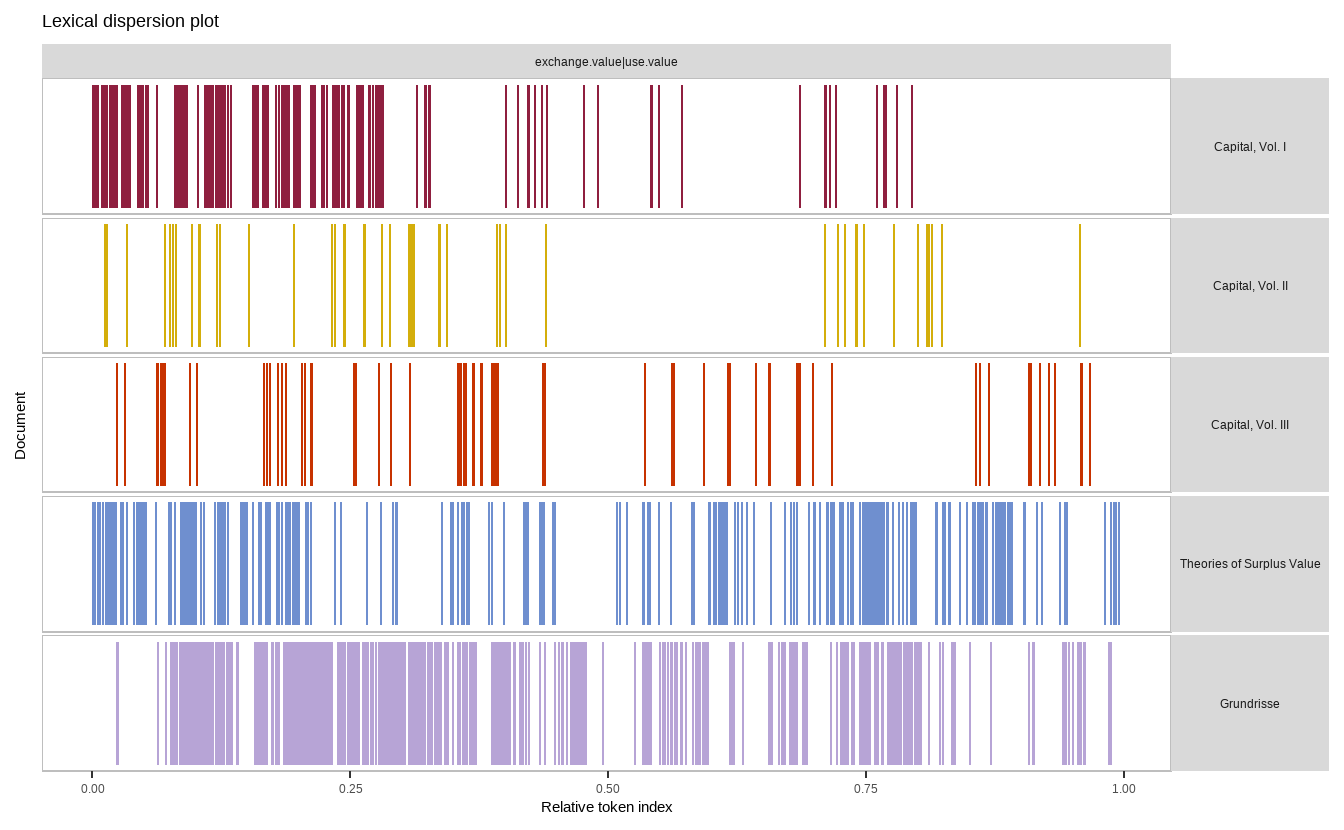 Lexical dispersion plot
exchange.value|use.value
Capital, Vol. I
Capital, Vol. II
Capital, Vol. III
Theories of Surplus Value
Grundrisse
Document
0.00 0.25 0.50 0.75 1.00
Relative token index